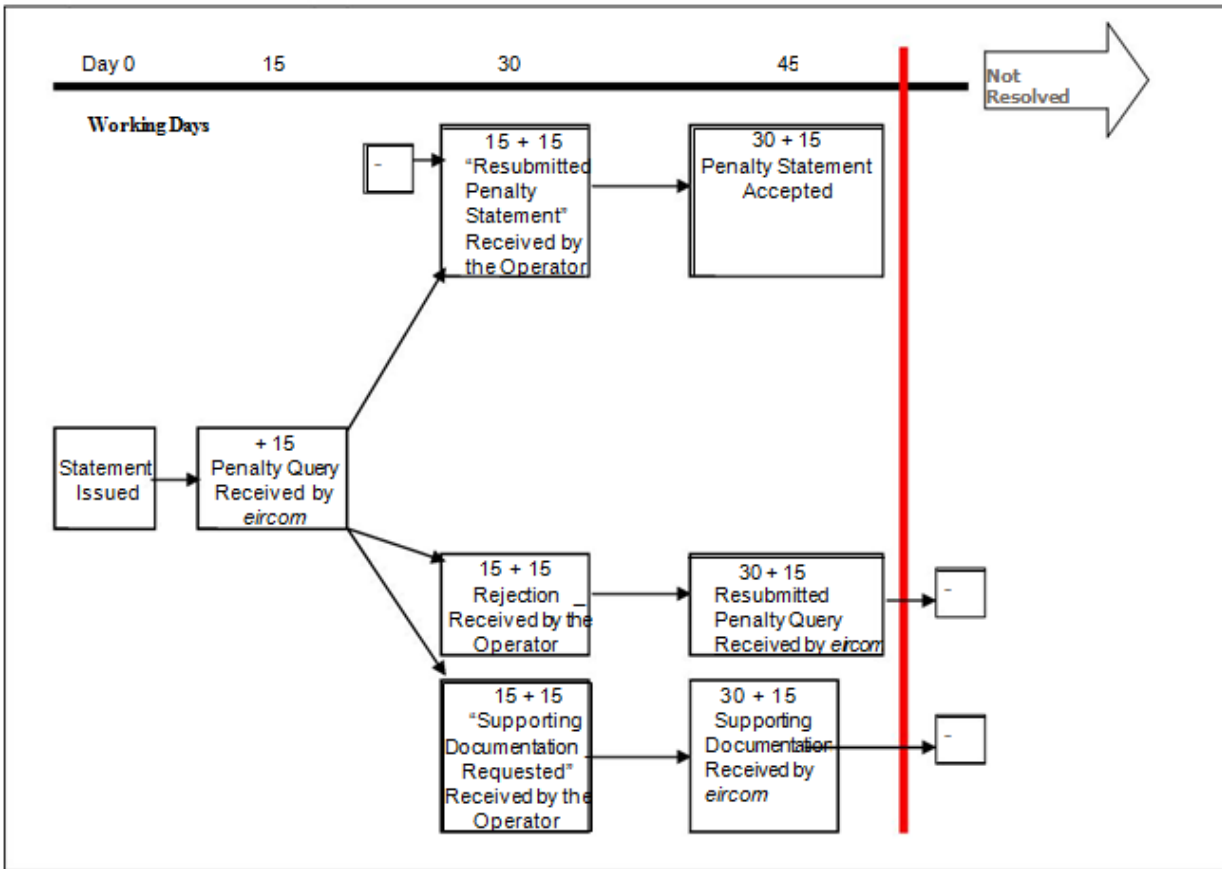 Day 0 15 30 45
Not
Resolved
Working Days
-
15 + 15
“Resubmitted
Penalty
Statement”
Received by
the Operator
30 + 15
Penalty Statement
Accepted
Statement
Issued
+ 15
Penalty Query
Received by
eircom
15 + 15
Rejection _
Received by the
Operator
30 + 15
Resubmitted
Penalty Query
Received by eircom
-
15 + 15
“Supporting
Documentation
Requested”
Received by the
Operator
30 + 15
Supporting
Documentation
Received by
eircom
-